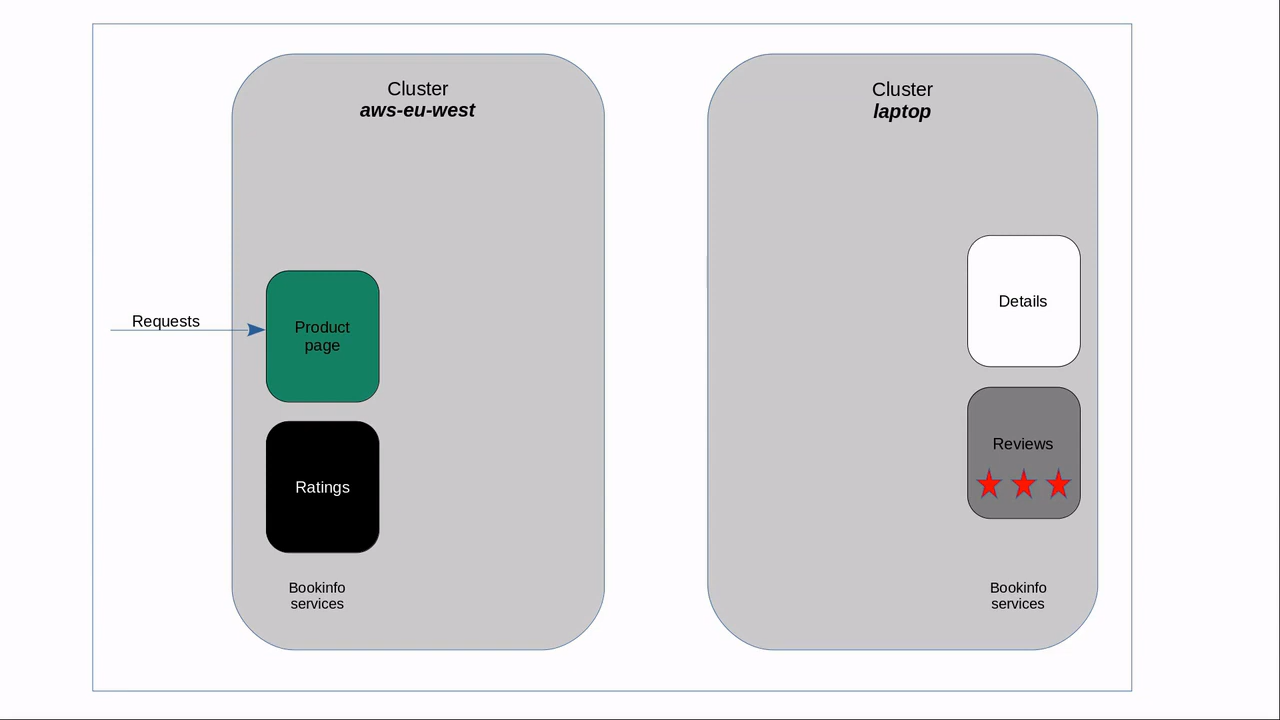 Cluster
aws-eu-west
Cluster
laptop
Requests
Product
page
Ratings
Bookinfo
services
Details
Reviews
Bookinfo
services